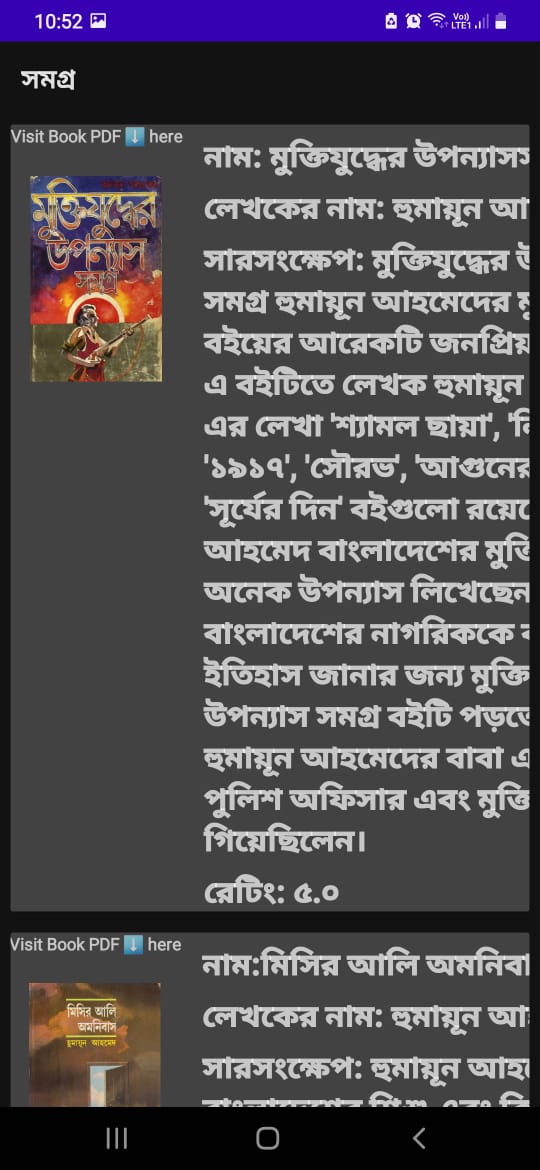 10:52
Vo)) LTE1
সমগ্র
Visit Book PDF ⬇️ here
মুক্তিযুদ্ধের
উপন্যাস
সমগ্র
নাম: মুক্তিযুদ্ধের উপন্যাস
লেখকের নাম: হুমায়ূন আ
সারসংক্ষেপ: মুক্তিযুদ্ধের
সমগ্র হুমায়ূন আহমেদের মু
বইয়ের আরেকটি জনপ্রিয়
এ বইটিতে লেখক হুমায়ূন
এর লেখা 'শ্যামল ছায়া', 'নি
'১৯১৭', 'সৌরভ', 'আগুনের
'সূর্যের দিন' বইগুলো রয়ে
আহমেদ বাংলাদেশের মুক্তি
অনেক উপন্যাস লিখেছেন
বাংলাদেশের নাগরিককে
ইতিহাস জানার জন্য মুক্তি
উপন্যাস সমগ্র বইটি পড়তে
হুমায়ূন আহমেদের বাবা এ
পুলিশ অফিসার এবং মুক্তি
গিয়েছিলেন।
রেটিং: ৫.০
Visit Book PDF ⬇️ here
মিসির আলি
অমনিবাস
হুমায়ূন আহমেদ
নাম:মিসির আলি অমনিবা
লেখকের নাম: হুমায়ূন আ
সারসংক্ষেপ: হুমায়ূন আহ